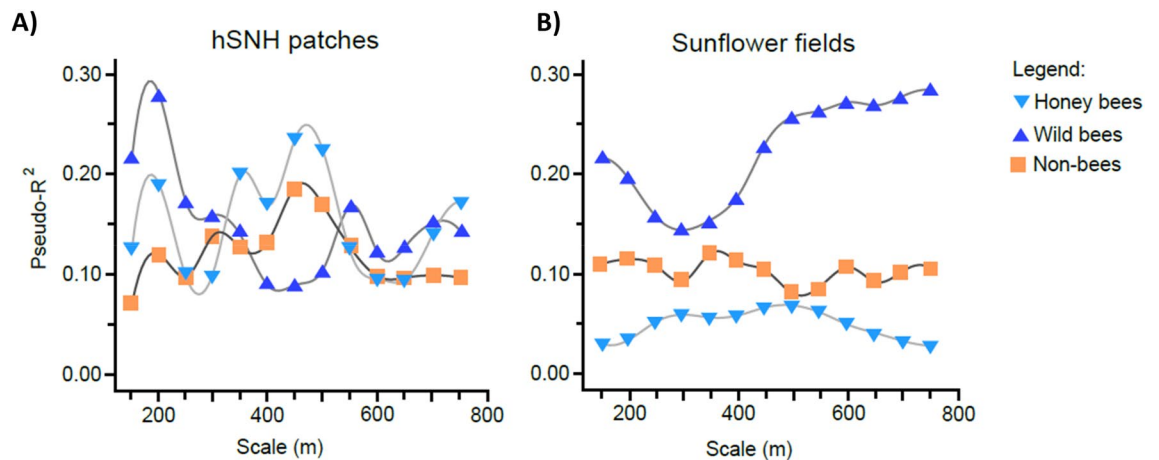 A)
hSNH patches
0.30
0.20
0.10
0.00
Pseudo-R²
200 400 600 800
Scale (m)
B)
Sunflower fields
0.30
0.20
0.10
0.00
200 400 600 800
Scale (m)
Legend:
Honey bees
Wild bees
Non-bees